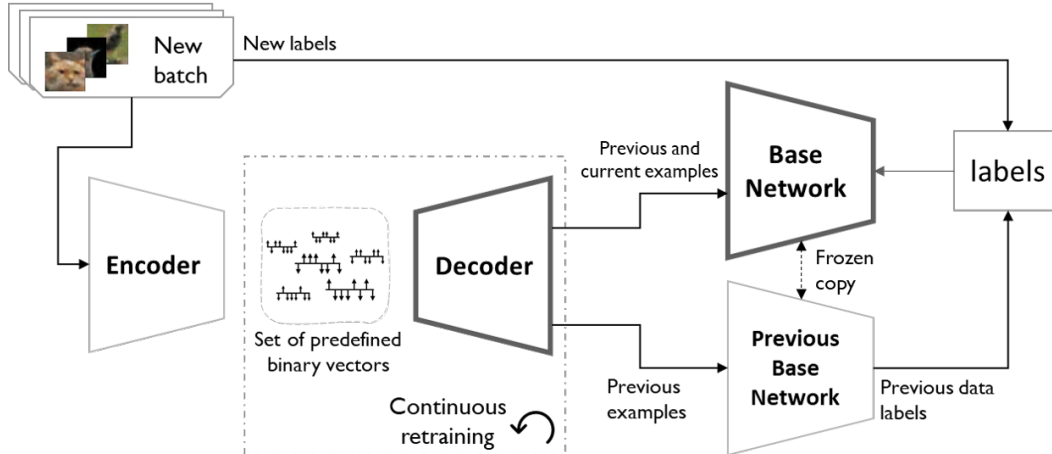 New
batch
New labels
Previous and
current examples
Base
Network
labels
Encoder
Decoder
Frozen
copy
Set of predefined
binary vectors
Previous
Base
Network
Previous
examples
Previous data
labels
Continuous
retraining